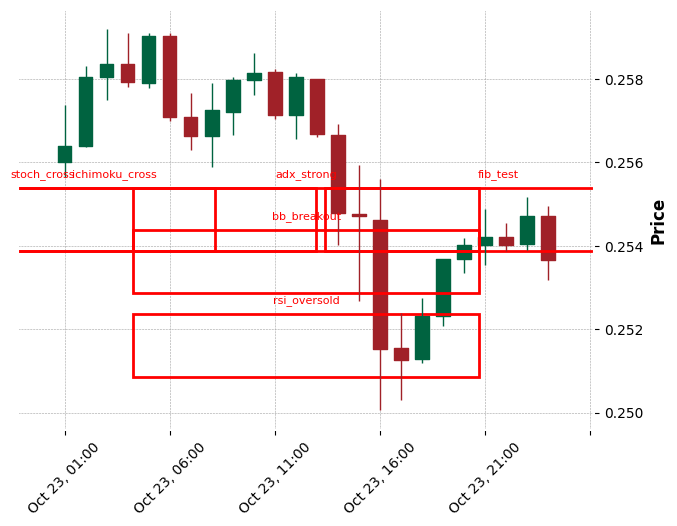 0.258
stoch_cross
ichimoku_cross
adx_strong
fib_test
0.256
bb_breakout
Price
0.254
rsi_oversold
0.252
0.250
Oct 23, 01:00
Oct 23, 06:00
Oct 23, 11:00
Oct 23, 16:00
Oct 23, 21:00